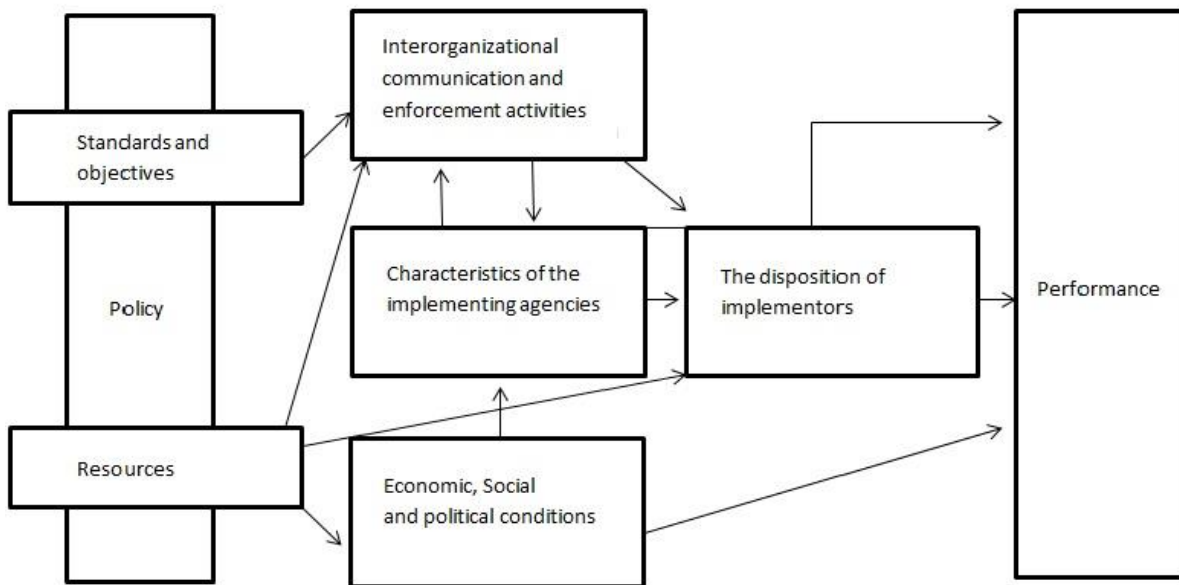 Interorganizational
communication and
enforcement activities
Standards and
objectives
Characteristics of the
implementing agencies
The disposition of
implementors
Policy
Performance
Resources
Economic, Social
and political conditions